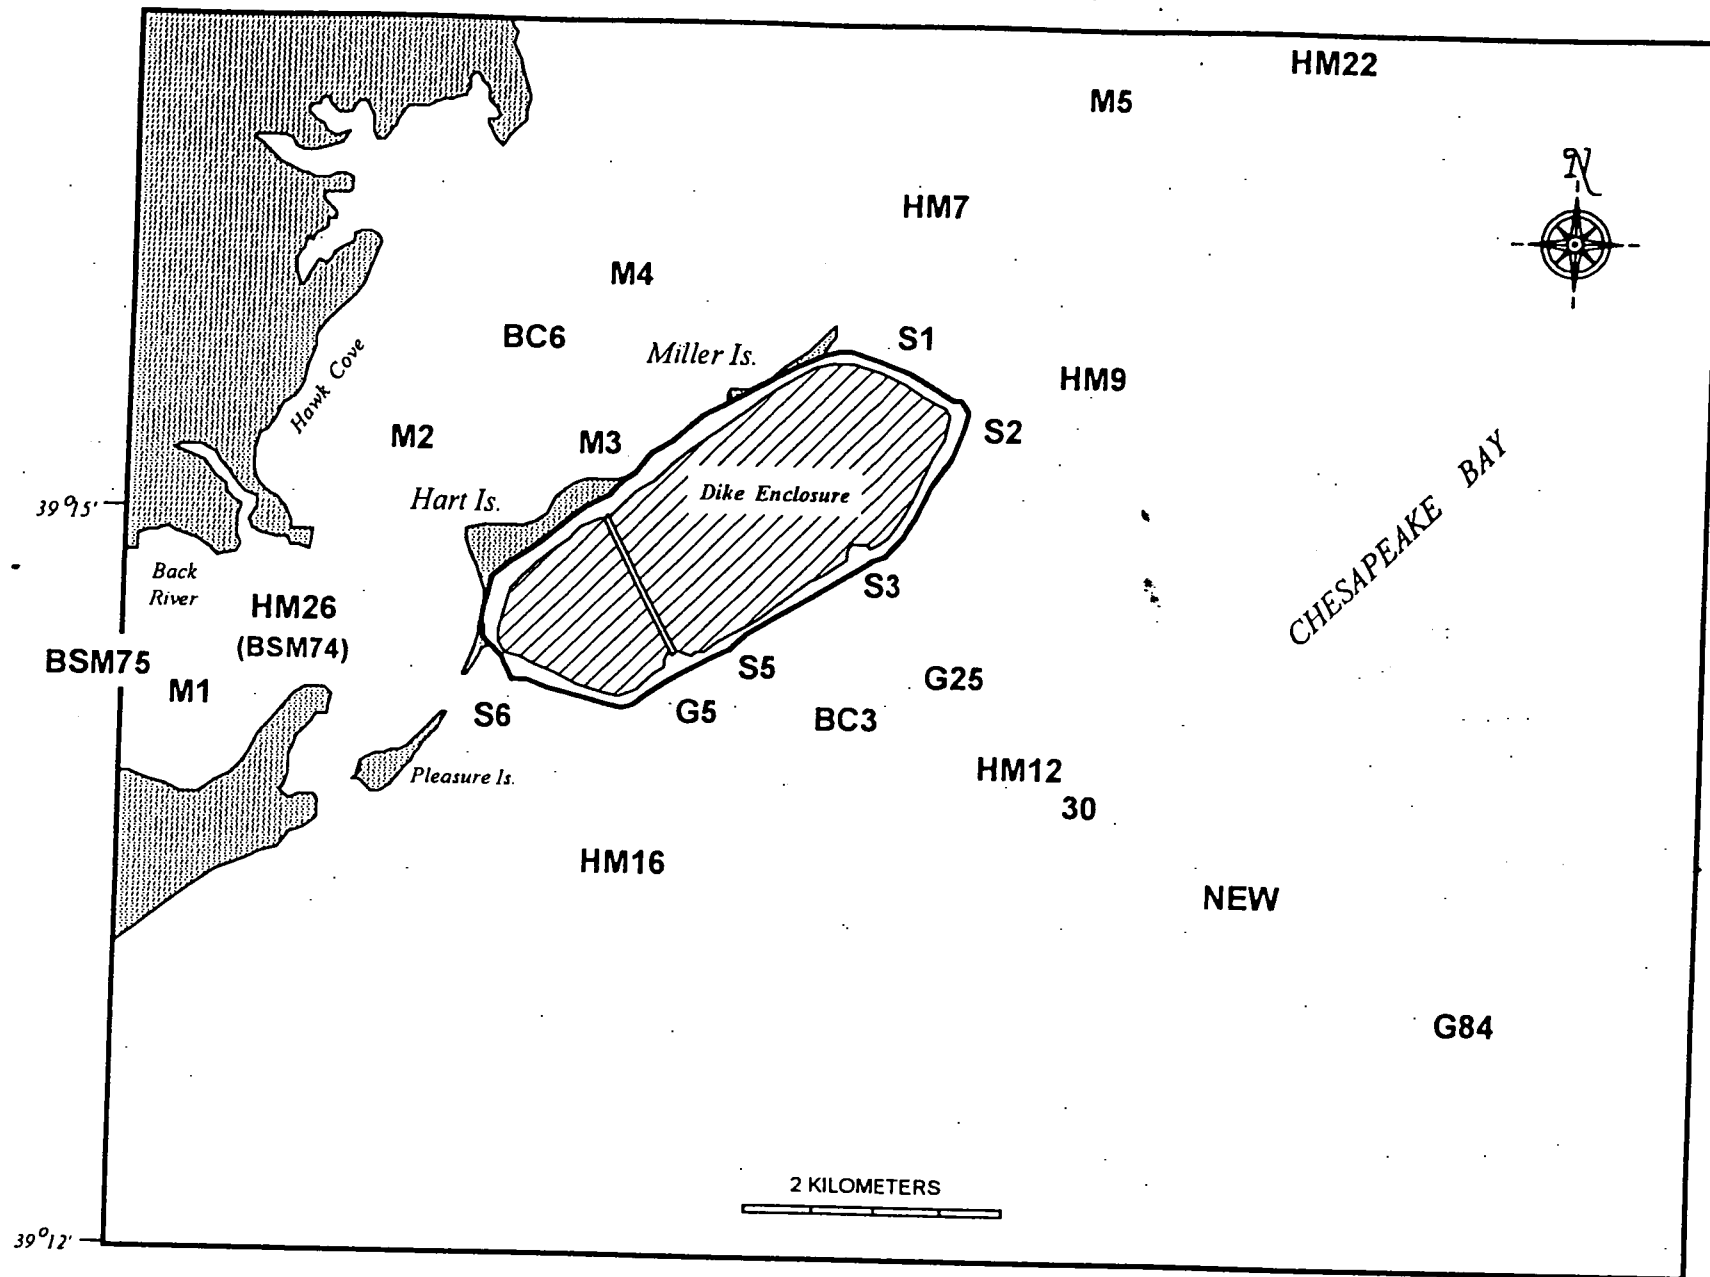 HM22
M5
N
HM7
M4
BC6
Miller Is.
S1
HM9
Hawk Cove
M2
M3
S2
Dike Enclosure
Hart Is.
CHESAPEAKE BAY
39°15'
Back
River
HM26
(BSM74)
S3
BSM75
M1
S5
G25
S6
G5
BC3
Pleasure Is.
HM12
30
HM16
NEW
G84
2 KILOMETERS
39°12'